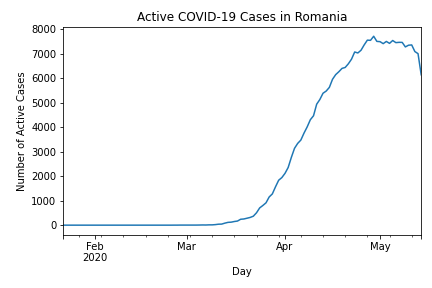 Active COVID-19 Cases in Romania
Number of Active Cases
8000
7000
6000
5000
4000
3000
2000
1000
0
Feb Mar Apr May
2020
Day